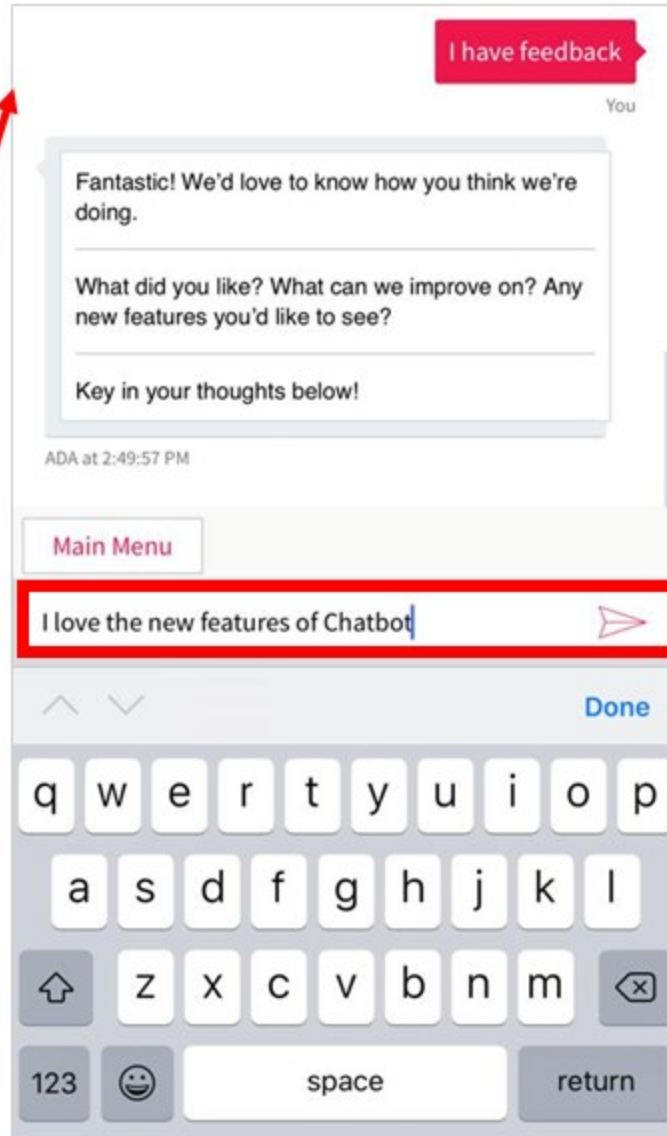 I have feedback
You
Fantastic! We'd love to know how you think we're
doing.
What did you like? What can we improve on? Any
new features you'd like to see?
Key in your thoughts below!
ADA at 2:49:57 PM
Main Menu
I love the new features of Chatbot
Done
q w e r t y u i o p
a s d f g h j k l
z x c v b n m
123 space return